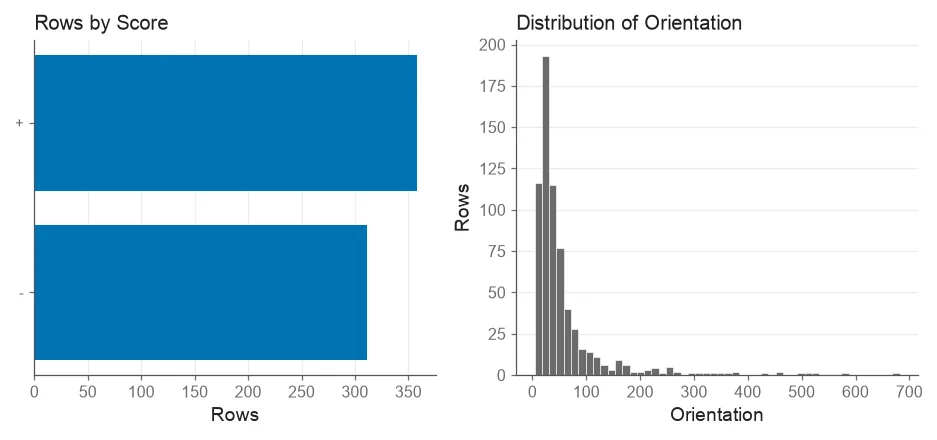 Rows by Score
+
-
0 50 100 150 200 250 300 350
Rows
Distribution of Orientation
200
175
150
125
100
75
50
25
0
Rows
0 100 200 300 400 500 600 700
Orientation